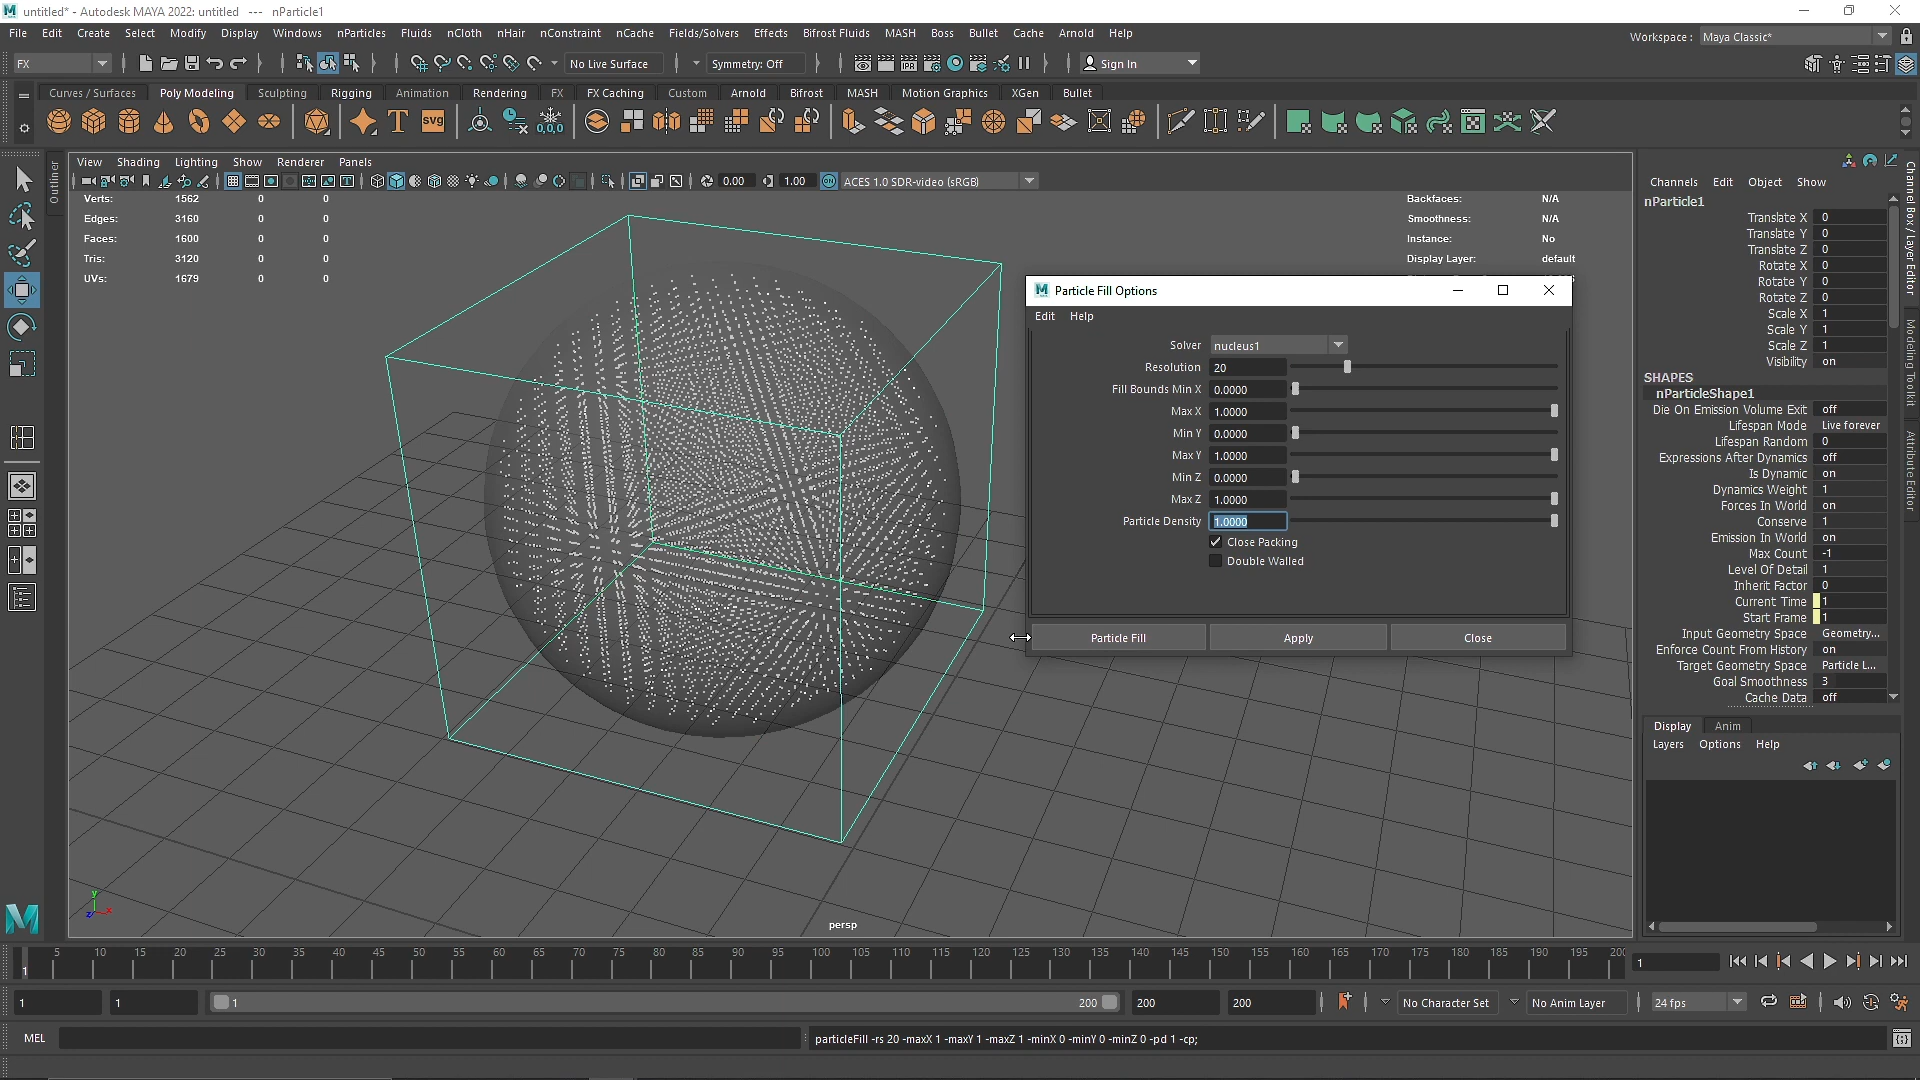 untitled* - Autodesk MAYA 2022: untitled --- nParticle1
File Edit Create Select Modify Display Windows nParticles Fluids nCloth nHair nConstraint nCache Fields/Solvers Effects Bifrost Fluids MASH Boss Bullet Cache Arnold Help
Workspace : Maya Classic*
FX No Live Surface Symmetry: Off IPR Sign In
Curves / Surfaces Poly Modeling Sculpting Rigging Animation Rendering FX FX Caching Custom Arnold Bifrost MASH Motion Graphics XGen Bullet
T SVG 0,0,0
Outliner
View Shading Lighting Show Renderer Panels
0.00 1.00 ON ACES 1.0 SDR-video (sRGB)
Verts: 1562 0 0
Edges: 3160 0 0
Faces: 1600 0 0
Tris: 3120 0 0
UVs: 1679 0 0
Backfaces: N/A
Smoothness: N/A
Instance: No
Display Layer: default
Particle Fill Options
Edit Help
Solver nucleus1
Resolution 20
Fill Bounds Min X 0.0000
Max X 1.0000
Min Y 0.0000
Max Y 1.0000
Min Z 0.0000
Max Z 1.0000
Particle Density 1.0000
Close Packing
Double Walled
Particle Fill Apply Close
y
x
z
persp
Channels Edit Object Show
nParticle1
Translate X 0
Translate Y 0
Translate Z 0
Rotate X 0
Rotate Y 0
Rotate Z 0
Scale X 1
Scale Y 1
Scale Z 1
Visibility on
SHAPES
nParticleShape1
Die On Emission Volume Exit off
Lifespan Mode Live forever
Lifespan Random 0
Expressions After Dynamics off
Is Dynamic on
Dynamics Weight 1
Forces In World on
Conserve 1
Emission In World on
Max Count -1
Level Of Detail 1
Inherit Factor 0
Current Time 1
Start Frame 1
Input Geometry Space Geometry...
Enforce Count From History on
Target Geometry Space Particle L...
Goal Smoothness 3
Cache Data off
Display Anim
Layers Options Help
Channel Box / Layer Editor
Modeling Toolkit
Attribute Editor
5 10 15 20 25 30 35 40 45 50 55 60 65 70 75 80 85 90 95 100 105 110 115 120 125 130 135 140 145 150 155 160 165 170 175 180 185 190 195 200
1
1
1 1 1 200 200 200 No Character Set No Anim Layer 24 fps
MEL particleFill -rs 20 -maxX 1 -maxY 1 -maxZ 1 -minX 0 -minY 0 -minZ 0 -pd 1 -cp;